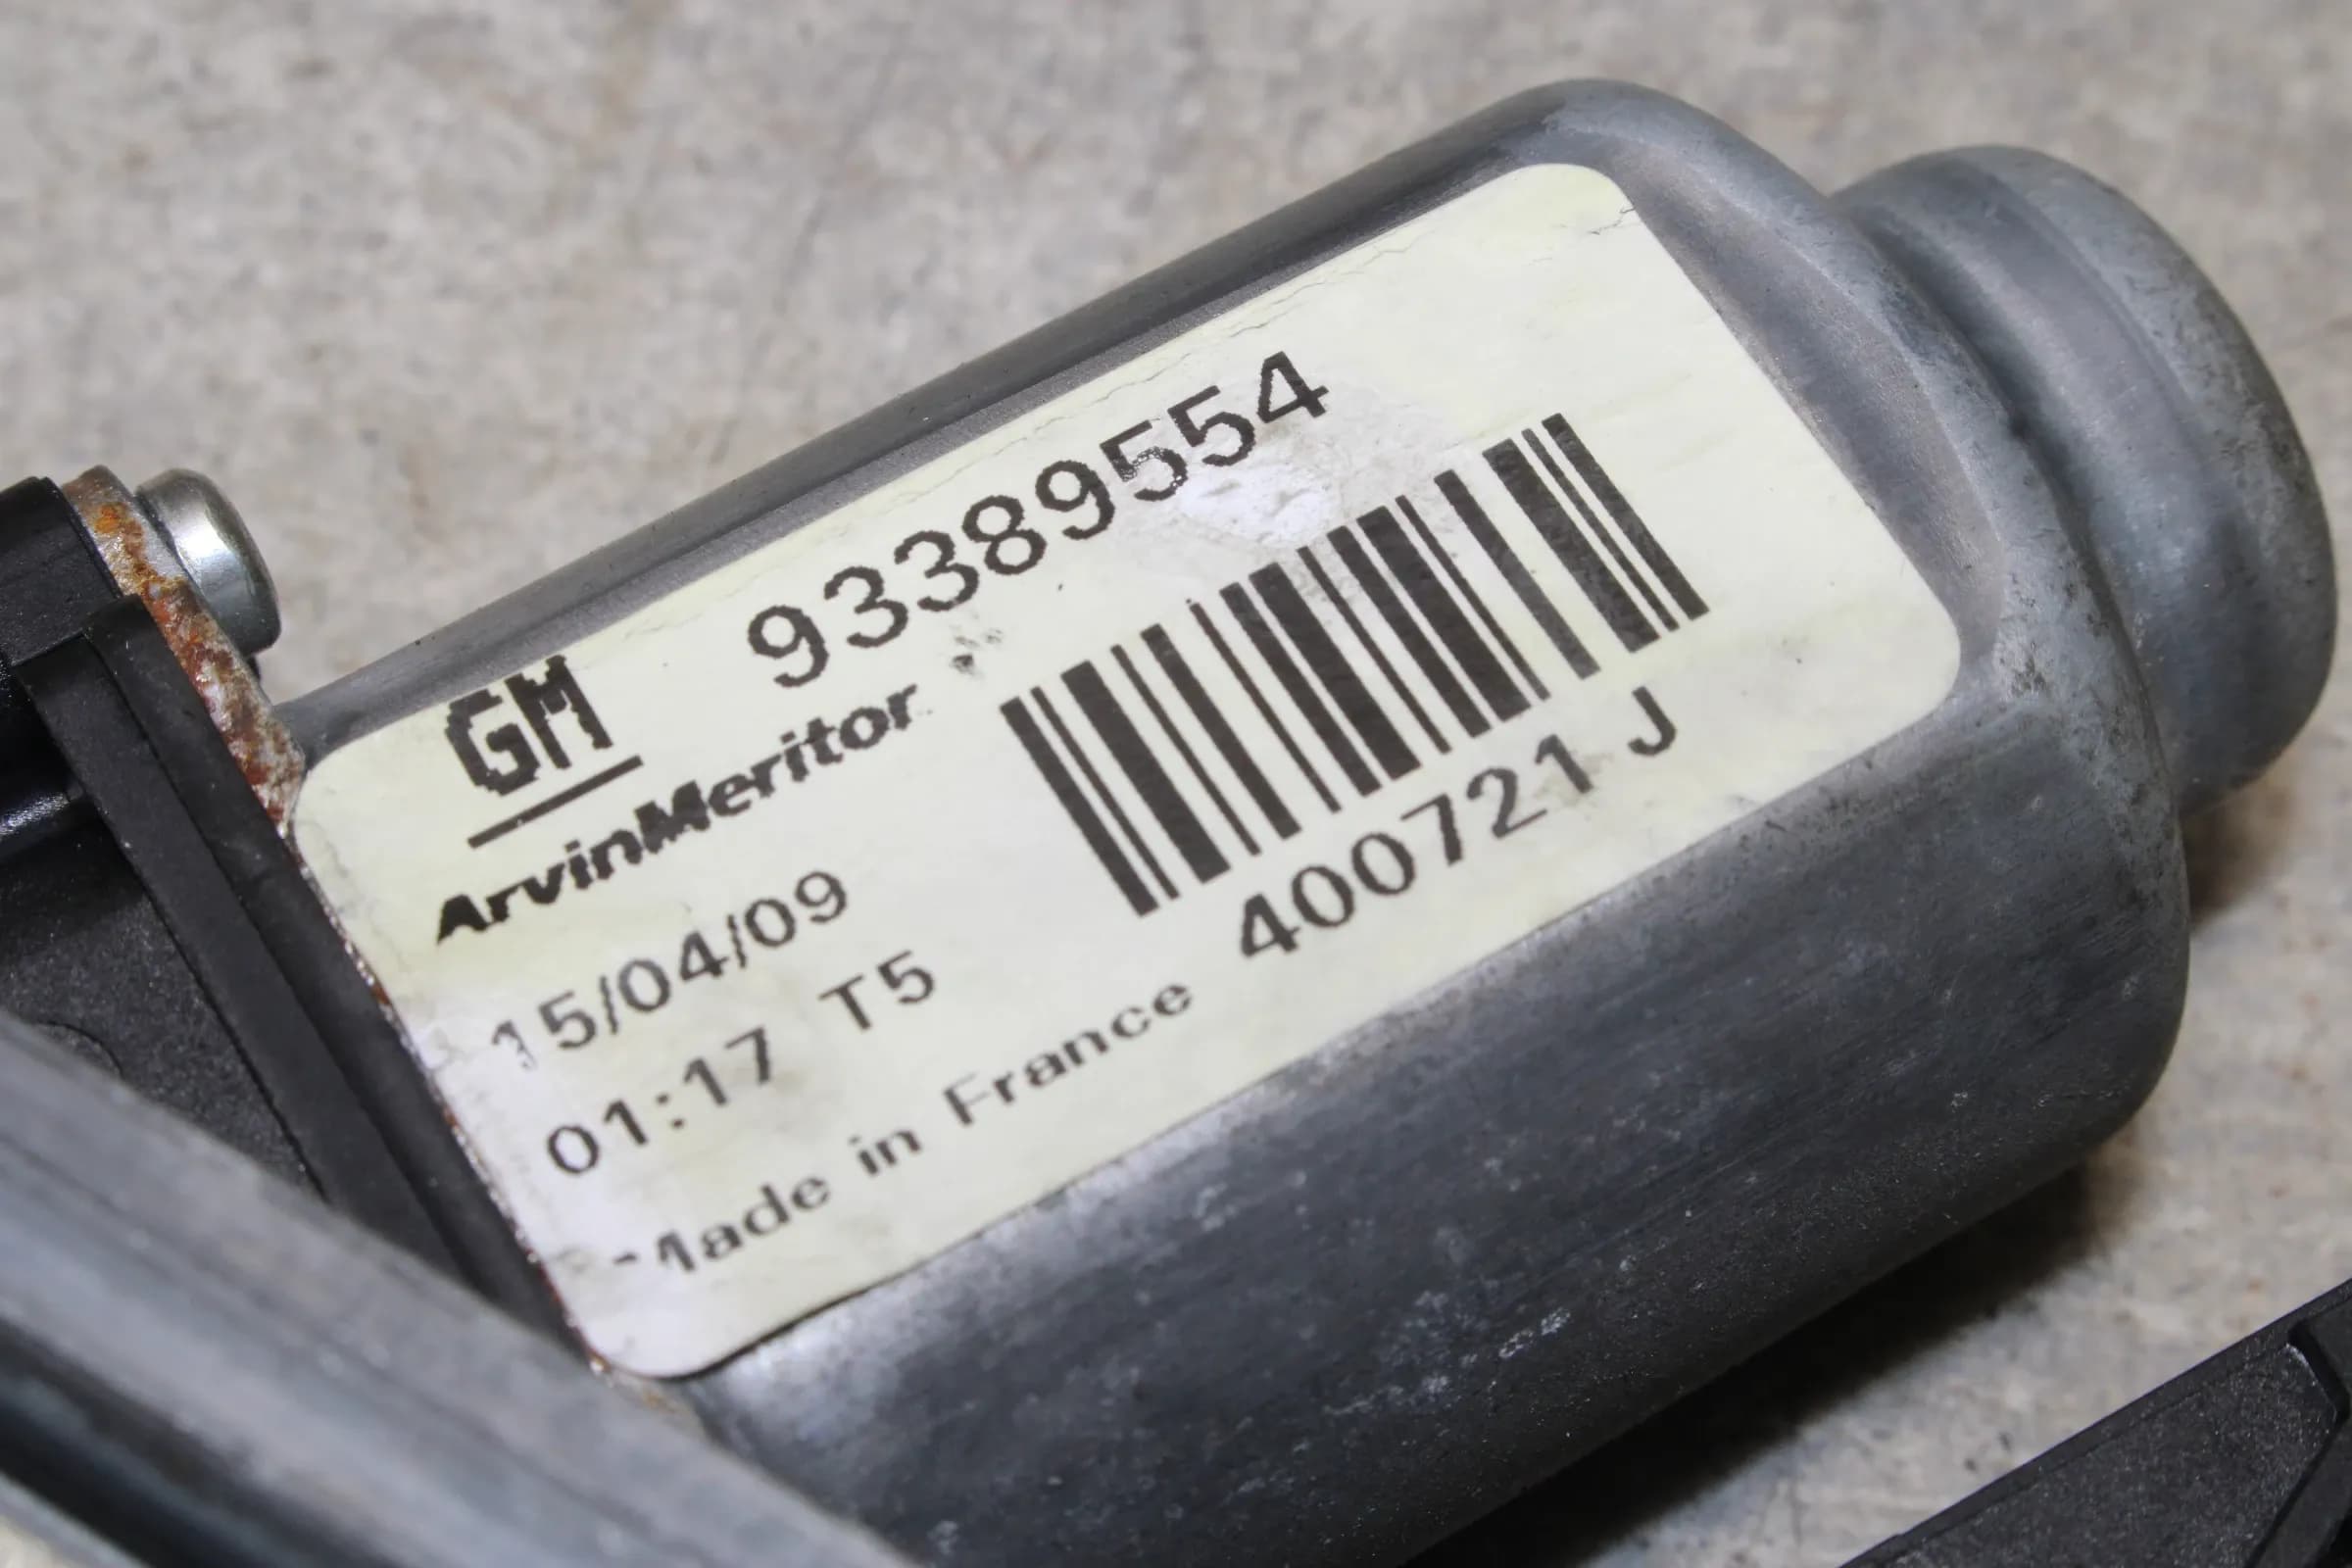 GM 93389554
ArvinMeritor
15/04/09
01:17 T5
400721 J
Made in France